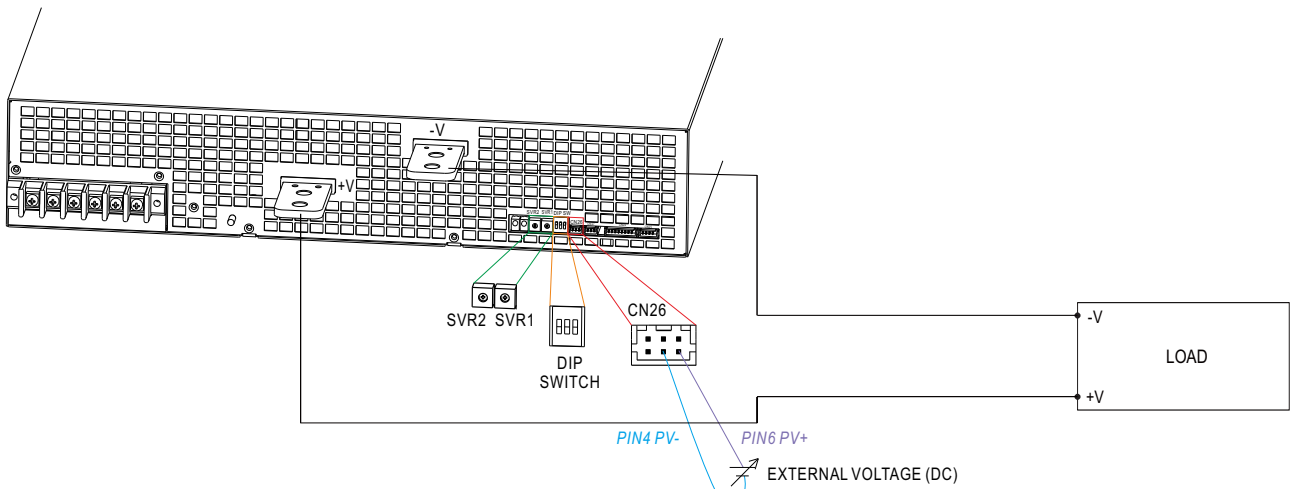 -V
+V
SVR2 SVR1 DIP SW
CN26
SVR2 SVR1
DIP
SWITCH
CN26
-V
LOAD
+V
PIN4 PV-
PIN6 PV+
EXTERNAL VOLTAGE (DC)